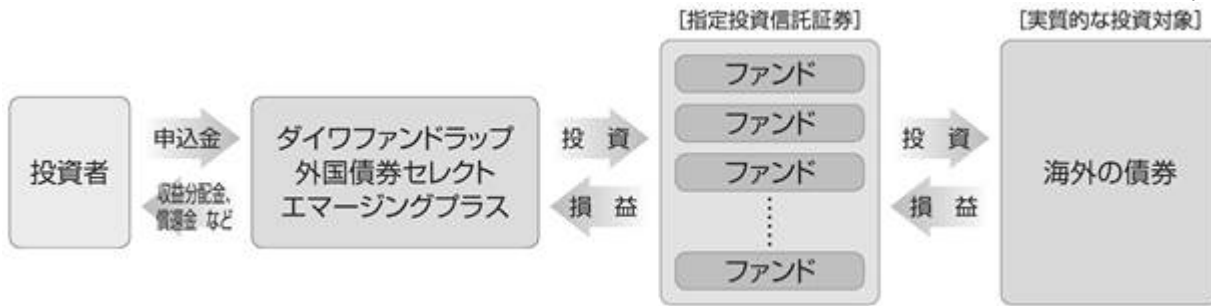 [指定投資信託証券]
[実質的な投資対象]
投資者
申込金
収益分配金、
償還金 など
ダイワファンドラップ
外国債券セレクト
エマージングプラス
投 資
損 益
ファンド
ファンド
ファンド
ファンド
投 資
損 益
海外の債券